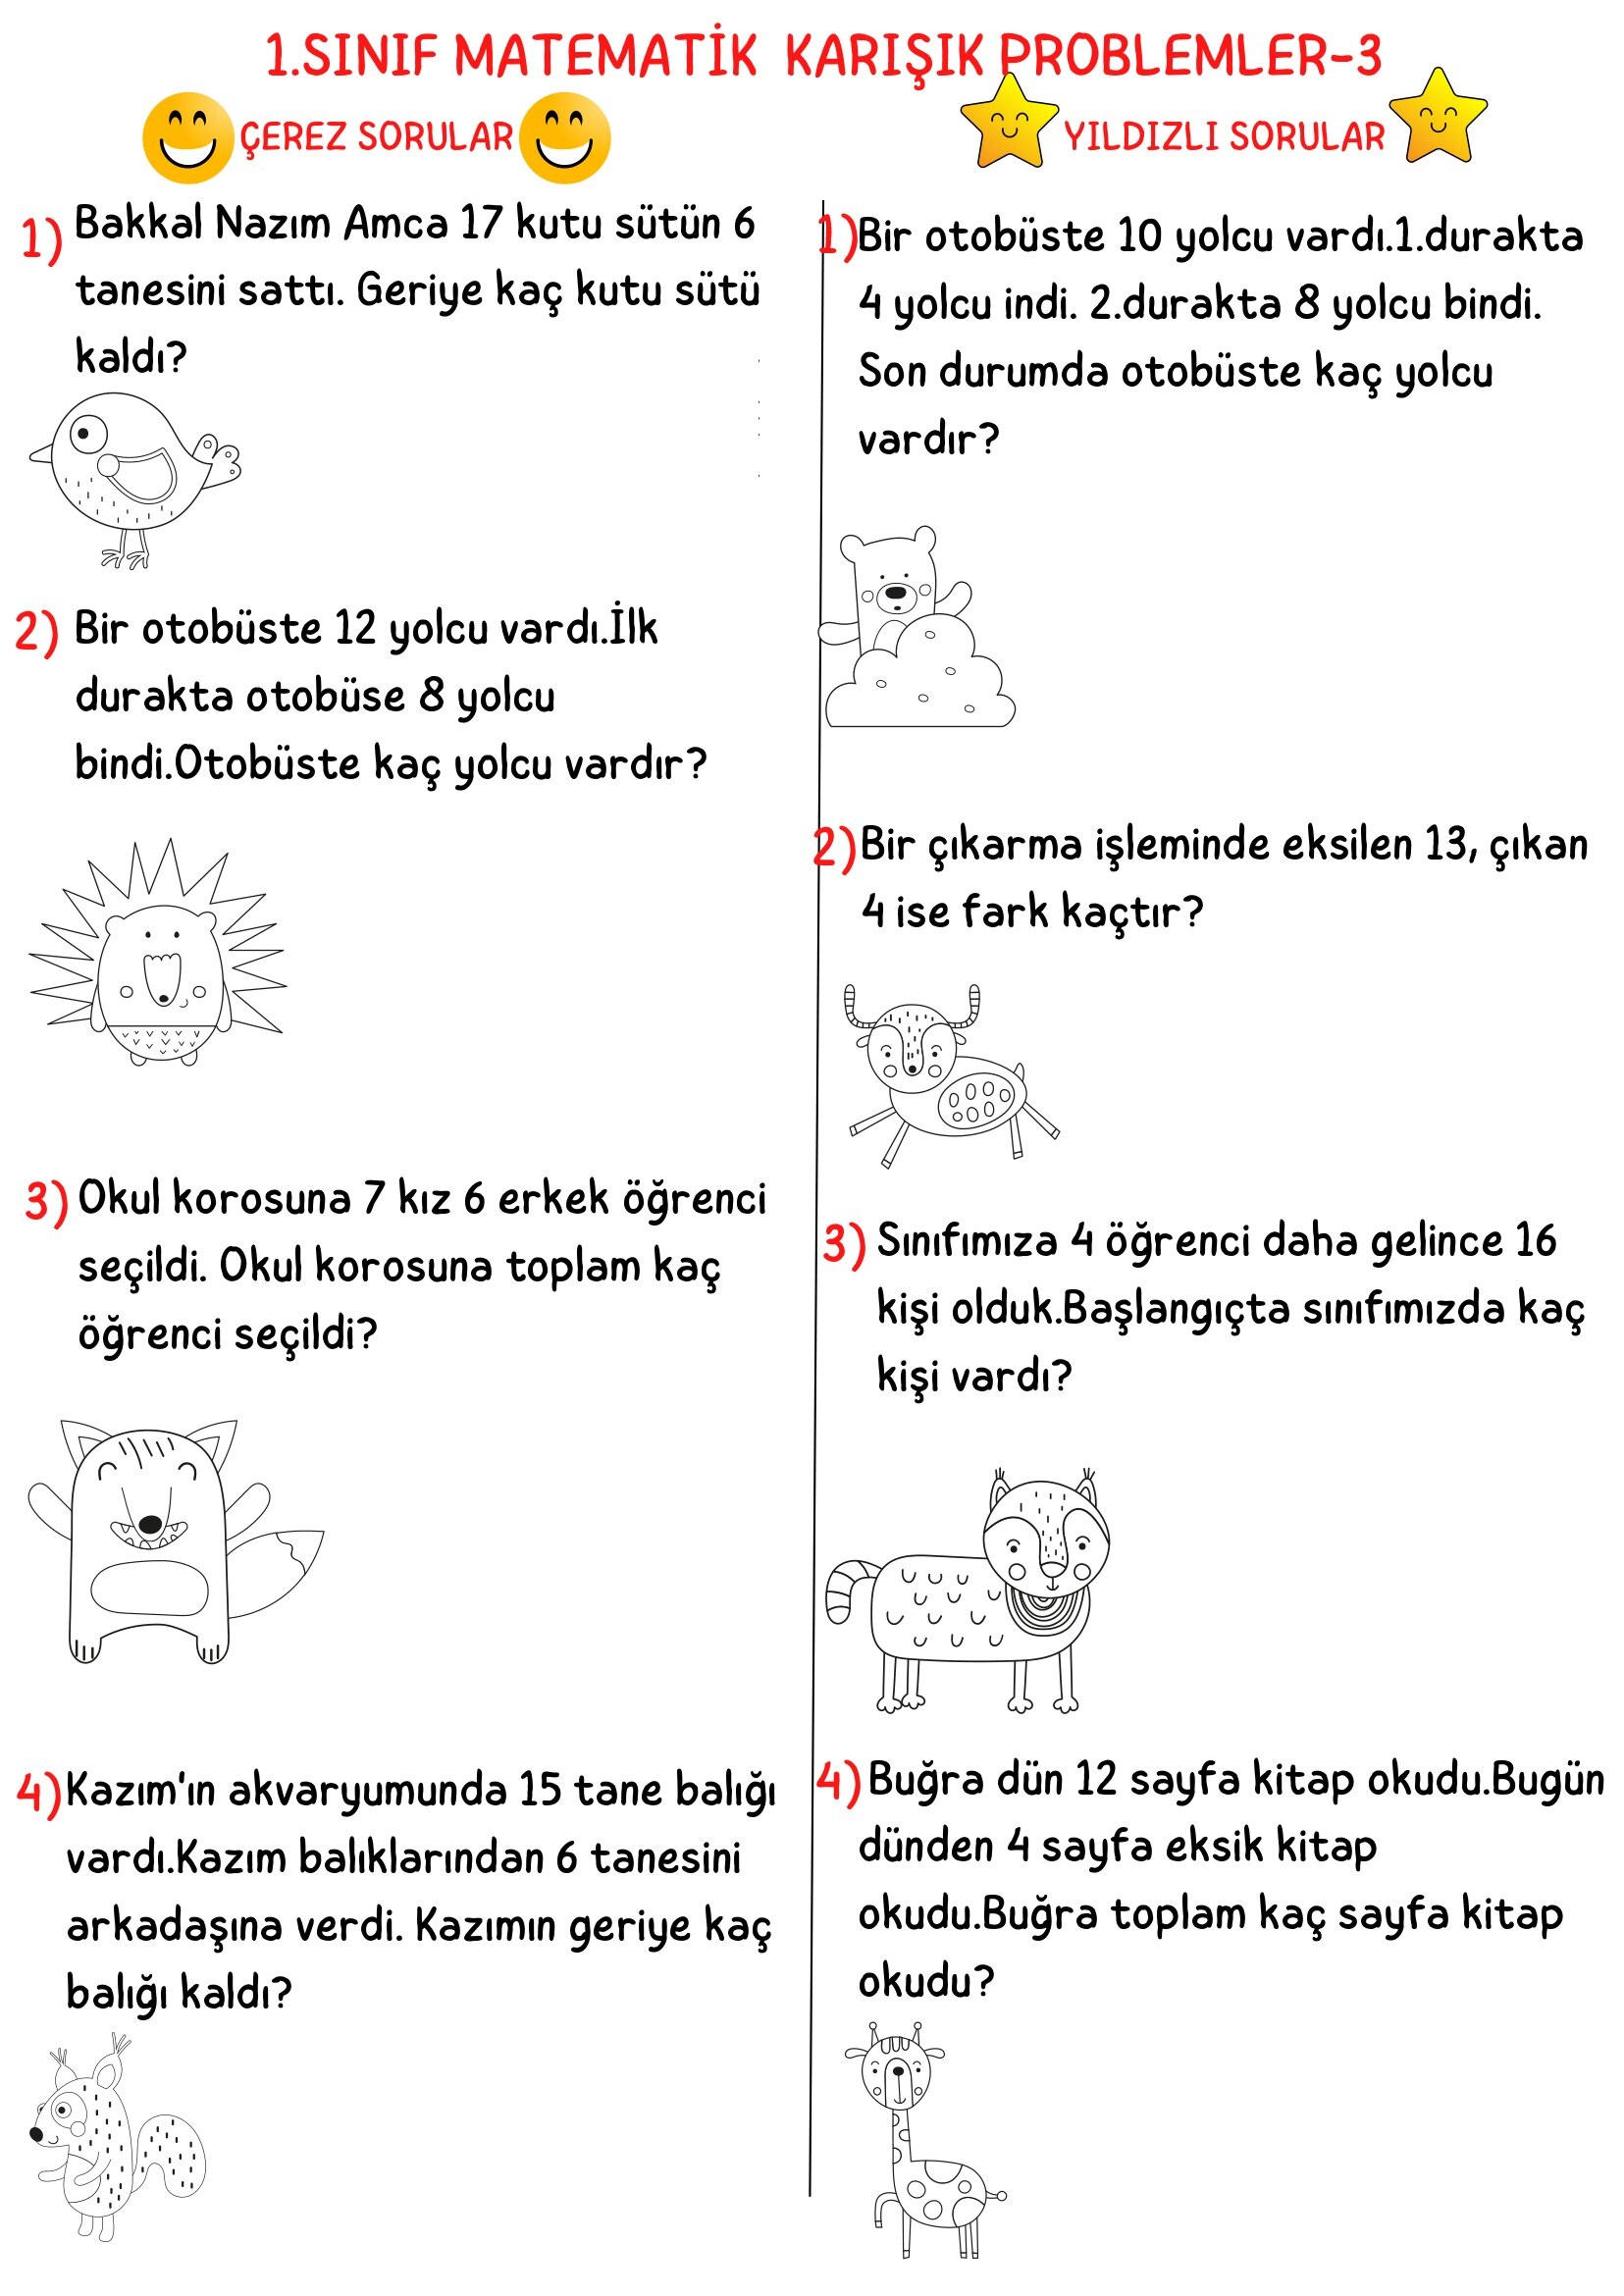 1.SINIF MATEMATİK KARIŞIK PROBLEMLER-3
ÇEREZ SORULAR
1) Bakkal Nazım Amca 17 kutu sütün 6
tanesini sattı. Geriye kaç kutu sütü
kaldı?
2) Bir otobüste 12 yolcu vardı.İlk
durakta otobüse 8 yolcu
bindi.Otobüste kaç yolcu vardır?
3) Okul korosuna 7 kız 6 erkek öğrenci
seçildi. Okul korosuna toplam kaç
öğrenci seçildi?
4) Kazım'ın akvaryumunda 15 tane balığı
vardı.Kazım balıklarından 6 tanesini
arkadaşına verdi. Kazımın geriye kaç
balığı kaldı?
YILDIZLI SORULAR
1) Bir otobüste 10 yolcu vardı.1.durakta
4 yolcu indi. 2.durakta 8 yolcu bindi.
Son durumda otobüste kaç yolcu
vardır?
2) Bir çıkarma işleminde eksilen 13, çıkan
4 ise fark kaçtır?
3) Sınıfımıza 4 öğrenci daha gelince 16
kişi olduk.Başlangıçta sınıfımızda kaç
kişi vardı?
4) Buğra dün 12 sayfa kitap okudu.Bugün
dünden 4 sayfa eksik kitap
okudu.Buğra toplam kaç sayfa kitap
okudu?